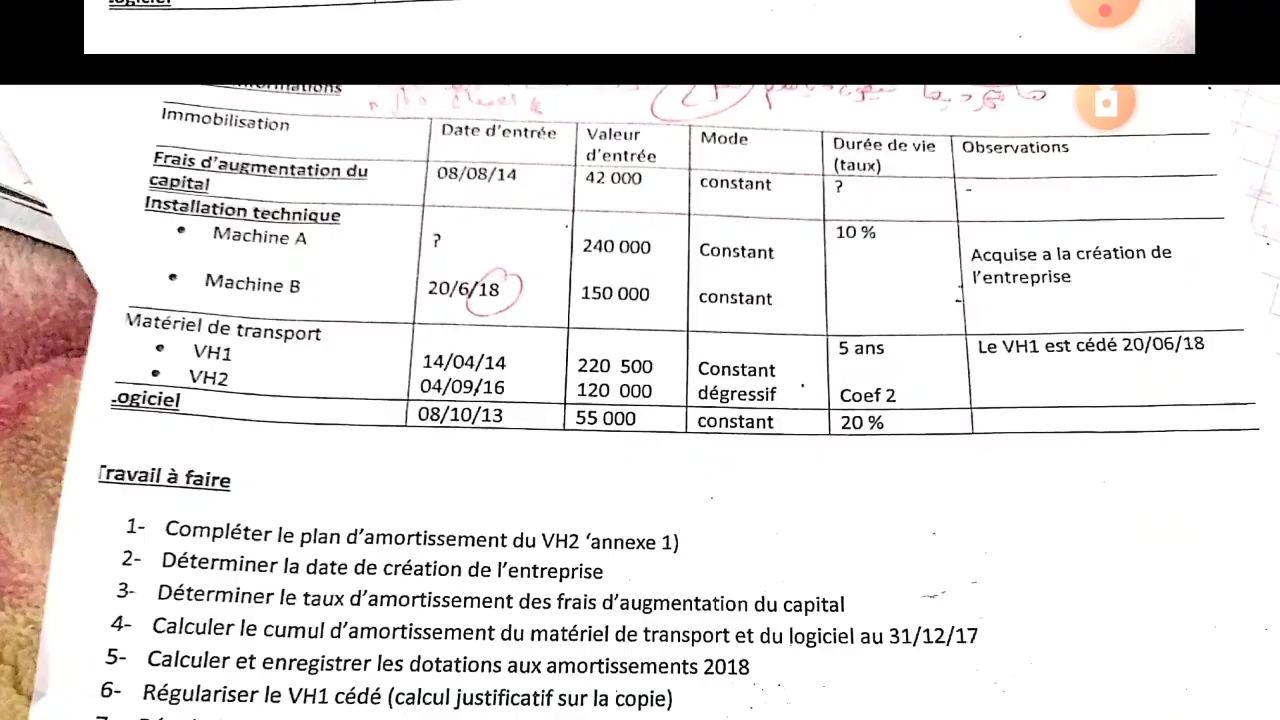 Immobilisation Date d'entrée Valeur d'entrée Mode Durée de vie (taux) Observations
Frais d'augmentation du capital 08/08/14 42 000 constant ? -
Installation technique
• Machine A ? 240 000 Constant 10 % Acquise a la création de l'entreprise
• Machine B 20/6/18 150 000 constant -
Matériel de transport
• VH1 14/04/14 220 500 Constant 5 ans Le VH1 est cédé 20/06/18
• VH2 04/09/16 120 000 dégressif Coef 2
ogiciel 08/10/13 55 000 constant 20 %
Travail à faire
1- Compléter le plan d'amortissement du VH2 'annexe 1)
2- Déterminer la date de création de l'entreprise
3- Déterminer le taux d'amortissement des frais d'augmentation du capital
4- Calculer le cumul d'amortissement du matériel de transport et du logiciel au 31/12/17
5- Calculer et enregistrer les dotations aux amortissements 2018
6- Régulariser le VH1 cédé (calcul justificatif sur la copie)